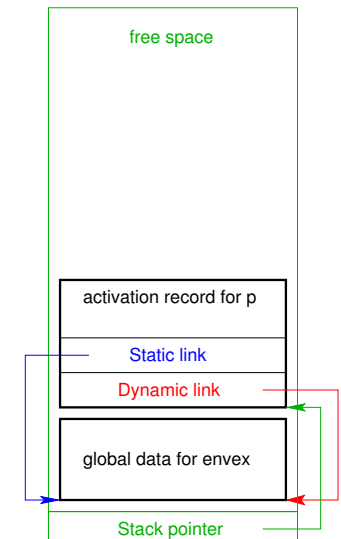 free space
activation record for p
Static link
Dynamic link
global data for envex
Stack pointer